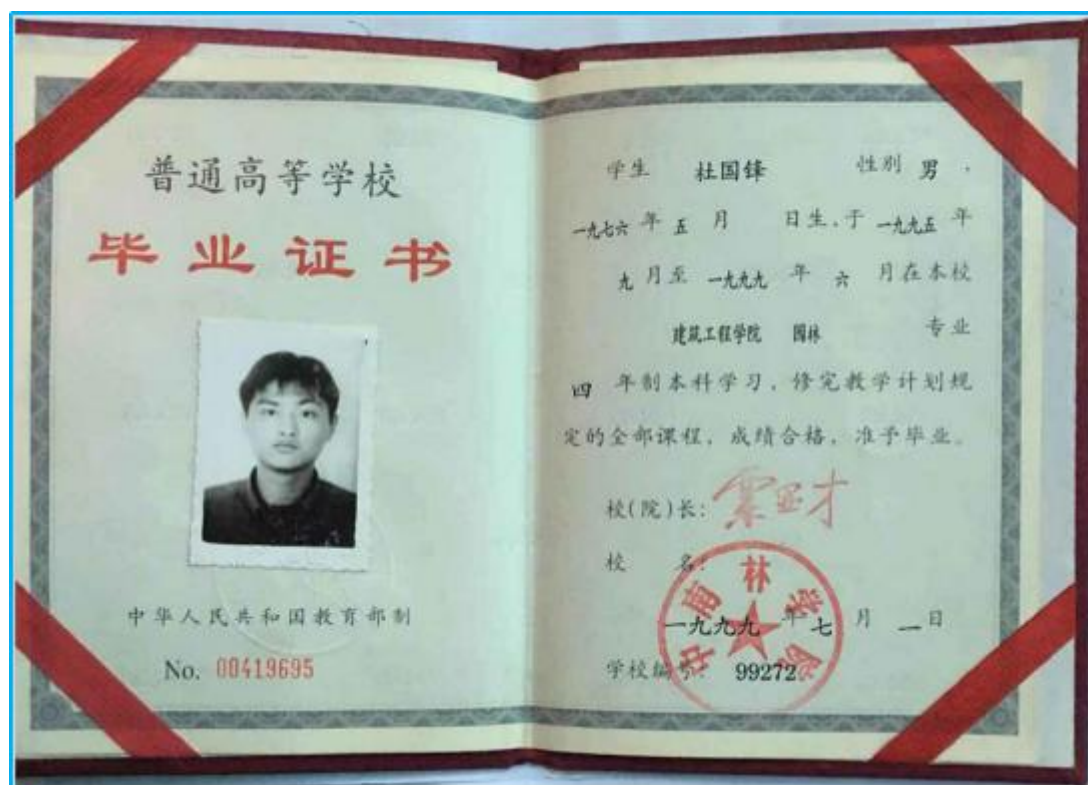 普通高等学校
毕业证书
中华人民共和国教育部制
No. 00419695
学生 杜国锋 性别 男,
一九七六 年 五 月 日生,于 一九九五 年
九 月至 一九九九 年 六 月在本校
建筑工程学院 园林 专业
四 年制本科学习,修完教学计划规
定的全部课程,成绩合格,准予毕业。
校(院)长:
校 名:
中南林学院
一九九九 年 七 月 一 日
学校编号: 99272